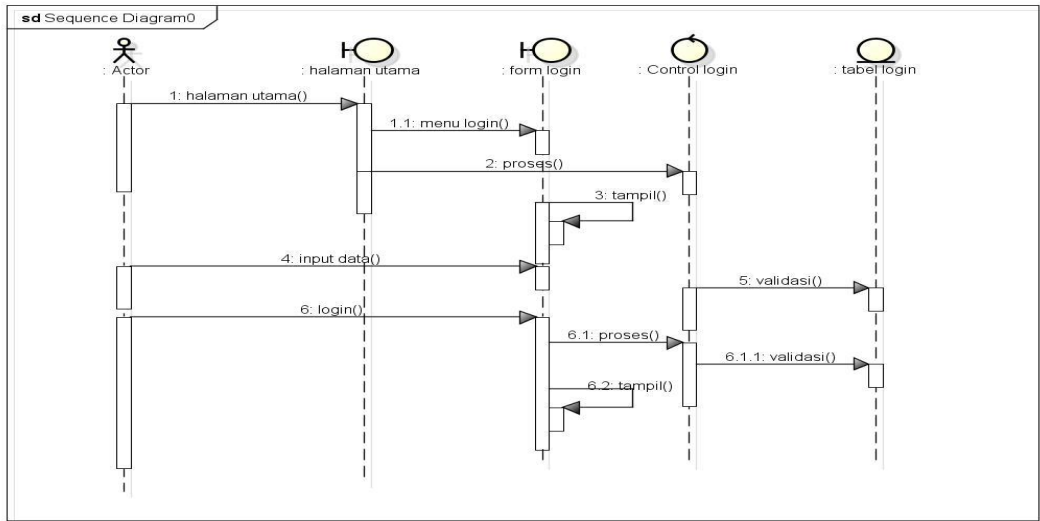 sd Sequence Diagram0
: Actor
: halaman utama
: form login
: Control login
: tabel login
1: halaman utama()
1.1: menu login()
2: proses()
3: tampil()
4: input data()
5: validasi()
6: login()
6.1: proses()
6.1.1: validasi()
6.2: tampil()